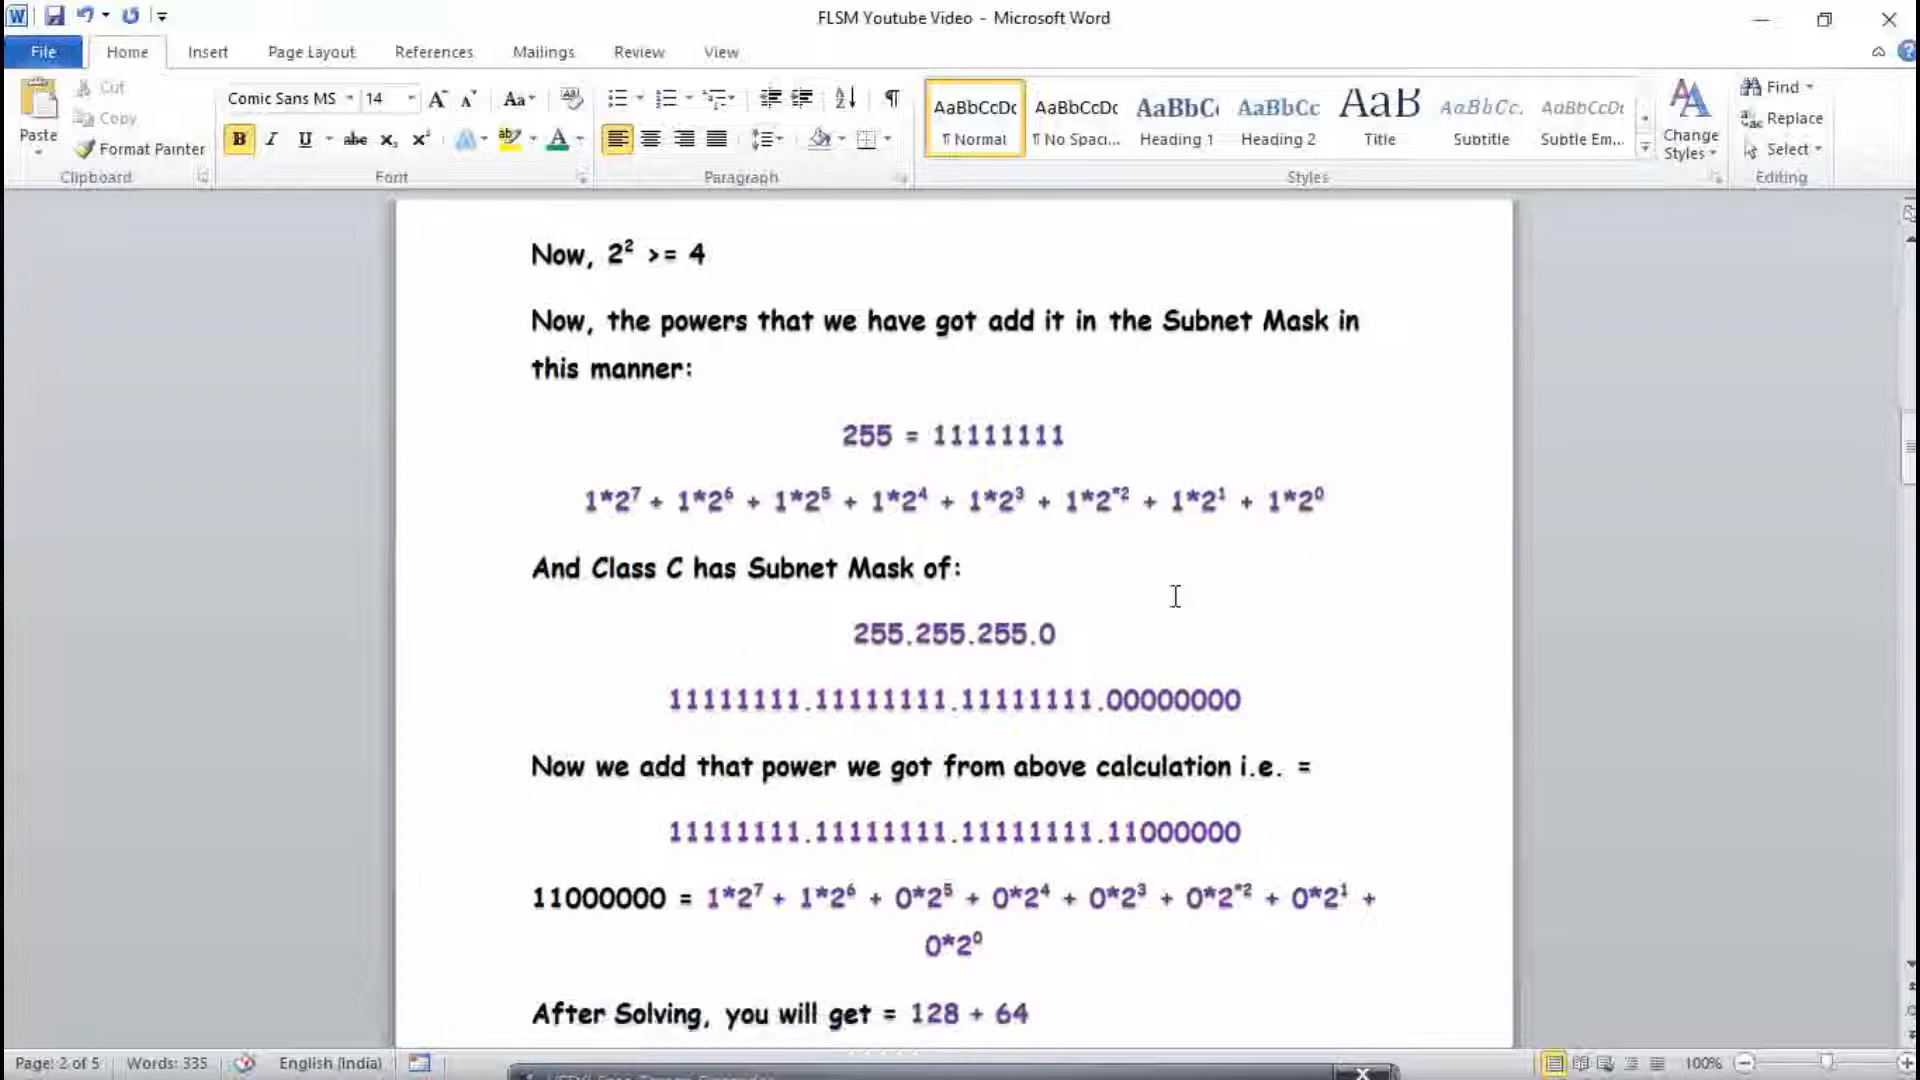 FLSM Youtube Video - Microsoft Word
File Home Insert Page Layout References Mailings Review View
Cut
Copy
Format Painter
Paste
Clipboard
Comic Sans MS 14
Font
Paragraph
AaBbCcDc AaBbCcDc AaBbC AaBbCc AaB AaBbCc. AaBbCcDt
¶ Normal ¶ No Spaci... Heading 1 Heading 2 Title Subtitle Subtle Em...
Change Styles
Styles
Find
Replace
Select
Editing
Now, 2² >= 4
Now, the powers that we have got add it in the Subnet Mask in
this manner:
255 = 11111111
1*2⁷ + 1*2⁶ + 1*2⁵ + 1*2⁴ + 1*2³ + 1*2*² + 1*2¹ + 1*2⁰
And Class C has Subnet Mask of:
255.255.255.0
11111111.11111111.11111111.00000000
Now we add that power we got from above calculation i.e. =
11111111.11111111.11111111.11000000
11000000 = 1*2⁷ + 1*2⁶ + 0*2⁵ + 0*2⁴ + 0*2³ + 0*2*² + 0*2¹ +
0*2⁰
After Solving, you will get = 128 + 64
Page: 2 of 5 Words: 335 English (India) 100%